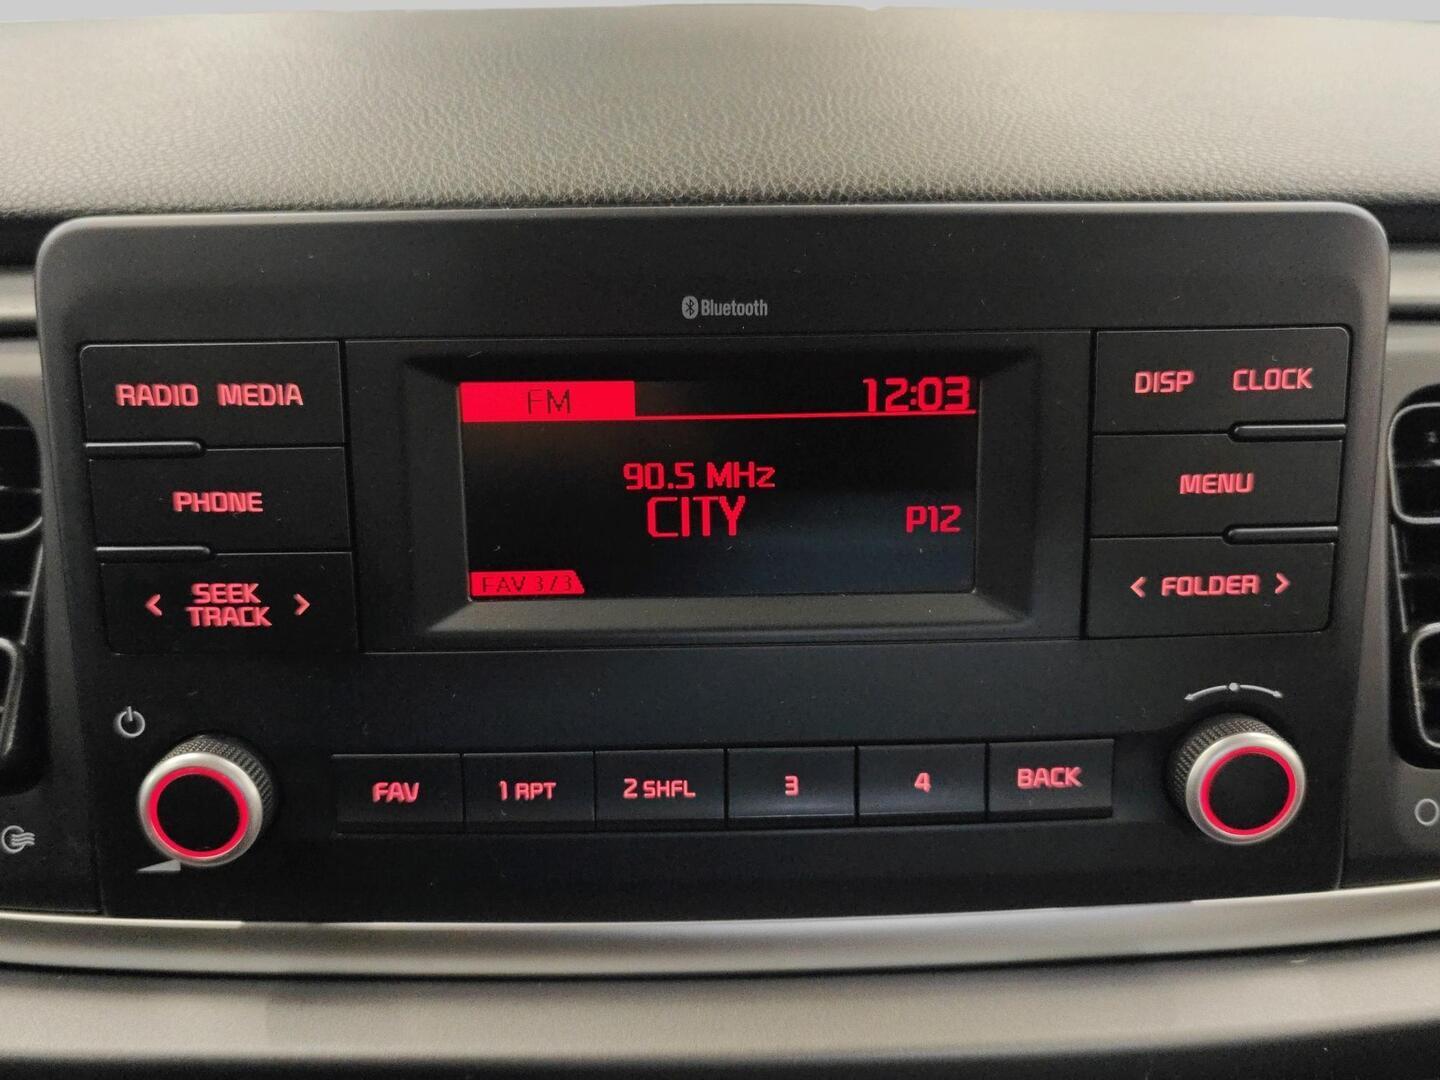 Bluetooth
RADIO MEDIA
PHONE
< SEEK TRACK >
FM 12:03
90.5 MHz
CITY
P12
FAV 3/3
DISP CLOCK
MENU
< FOLDER >
FAV 1 RPT 2 SHFL 3 4 BACK